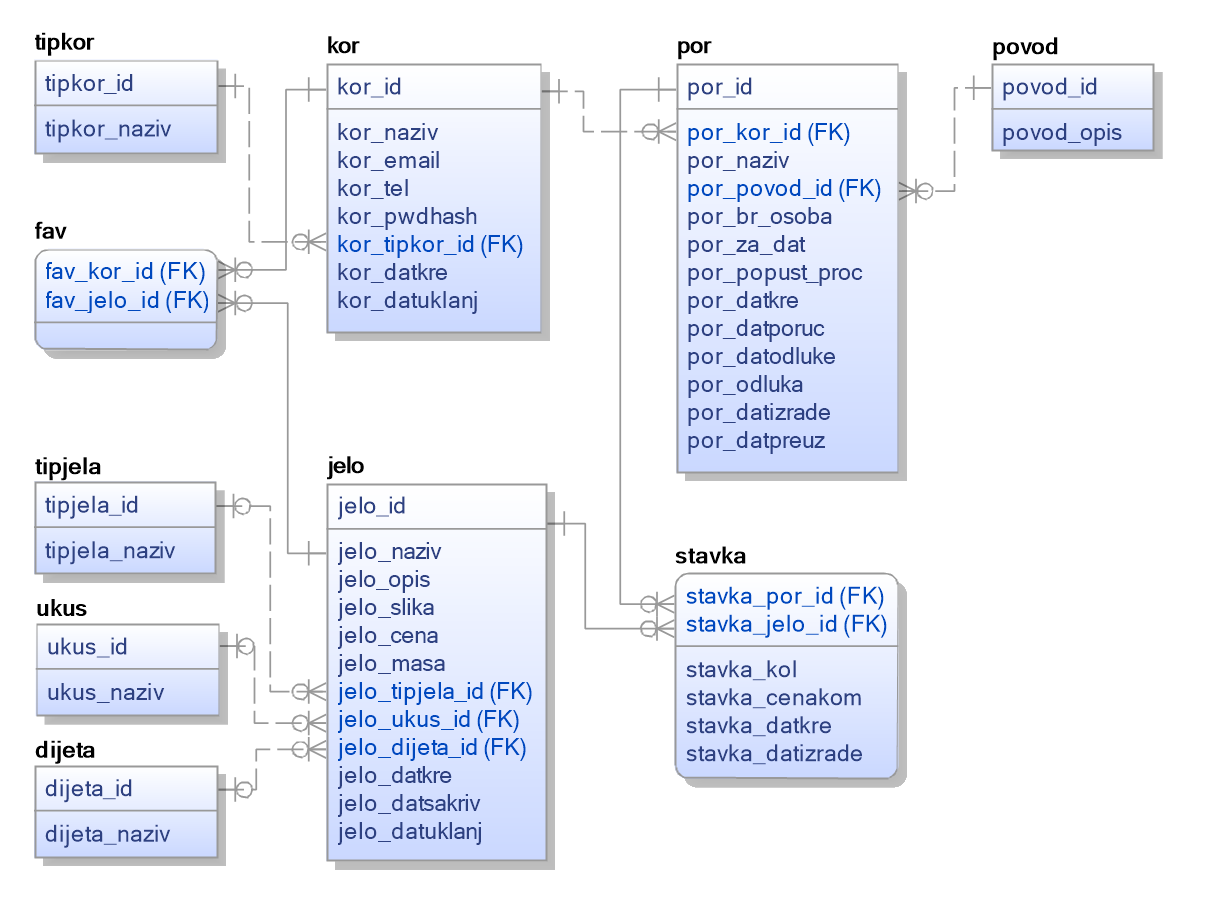 tipkor
tipkor_id
tipkor_naziv
kor
kor_id
kor_naziv
kor_email
kor_tel
kor_pwdhash
kor_tipkor_id (FK)
kor_datkre
kor_datuklanj
por
por_id
por_kor_id (FK)
por_naziv
por_povod_id (FK)
por_br_osoba
por_za_dat
por_popust_proc
por_datkre
por_datporuc
por_datodluke
por_odluka
por_datizrade
por_datpreuz
povod
povod_id
povod_opis
fav
fav_kor_id (FK)
fav_jelo_id (FK)
tipjela
tipjela_id
tipjela_naziv
ukus
ukus_id
ukus_naziv
dijeta
dijeta_id
dijeta_naziv
jelo
jelo_id
jelo_naziv
jelo_opis
jelo_slika
jelo_cena
jelo_masa
jelo_tipjela_id (FK)
jelo_ukus_id (FK)
jelo_dijeta_id (FK)
jelo_datkre
jelo_datsakriv
jelo_datuklanj
stavka
stavka_por_id (FK)
stavka_jelo_id (FK)
stavka_kol
stavka_cenakom
stavka_datkre
stavka_datizrade